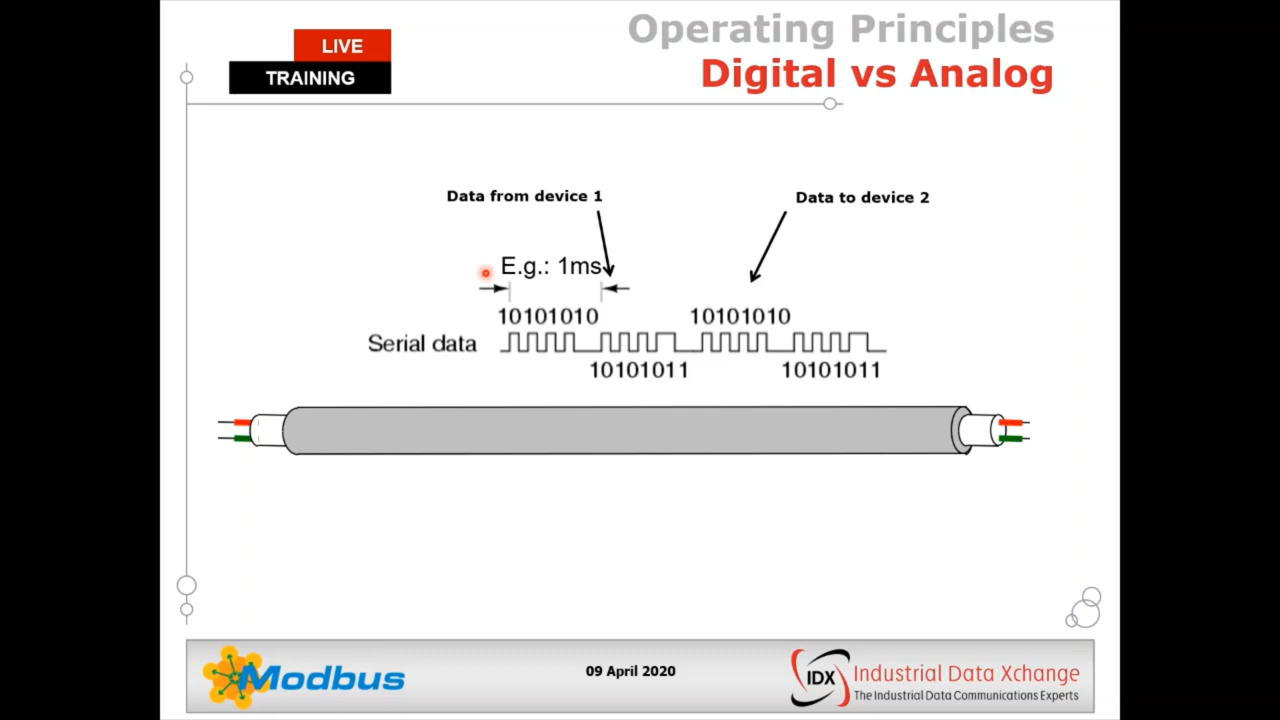 LIVE
TRAINING
Operating Principles
Digital vs Analog
Data from device 1
Data to device 2
E.g.: 1ms
10101010
10101010
Serial data
10101011
10101011
Modbus
09 April 2020
IDX
Industrial Data Xchange
The Industrial Data Communications Experts